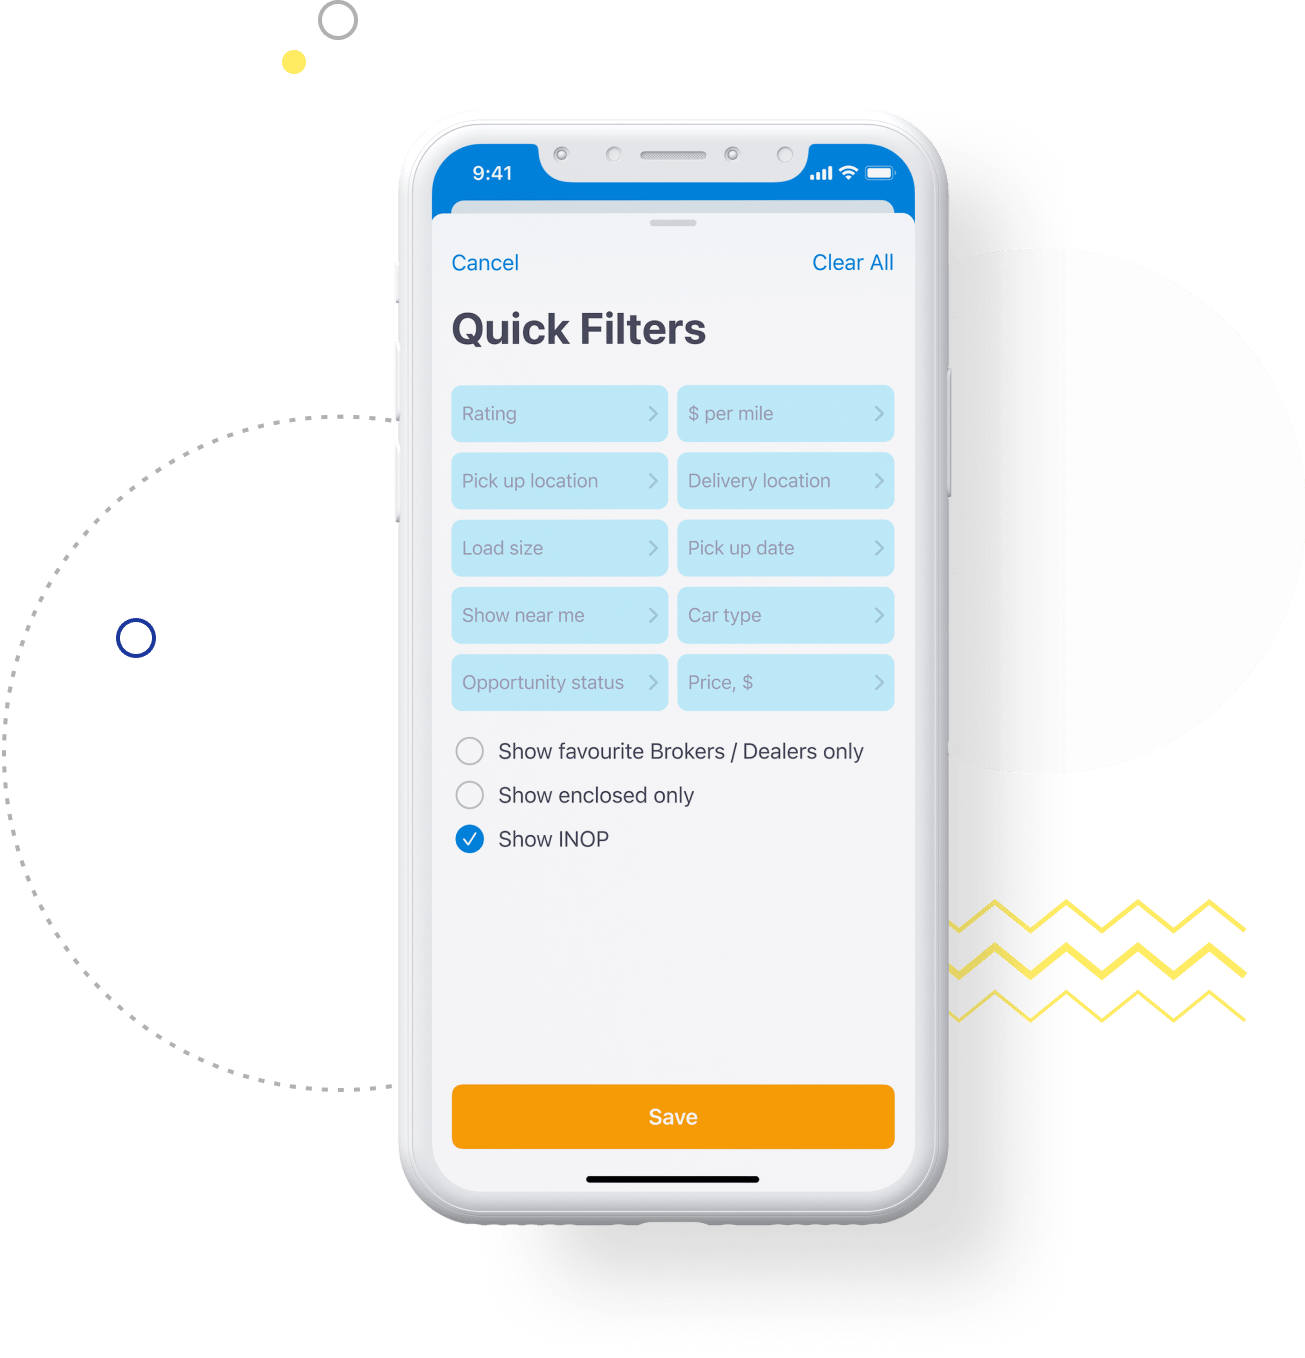 9:41
Cancel
Clear All
Quick Filters
Rating
$ per mile
Pick up location
Delivery location
Load size
Pick up date
Show near me
Car type
Opportunity status
Price, $
Show favourite Brokers / Dealers only
Show enclosed only
Show INOP
Save